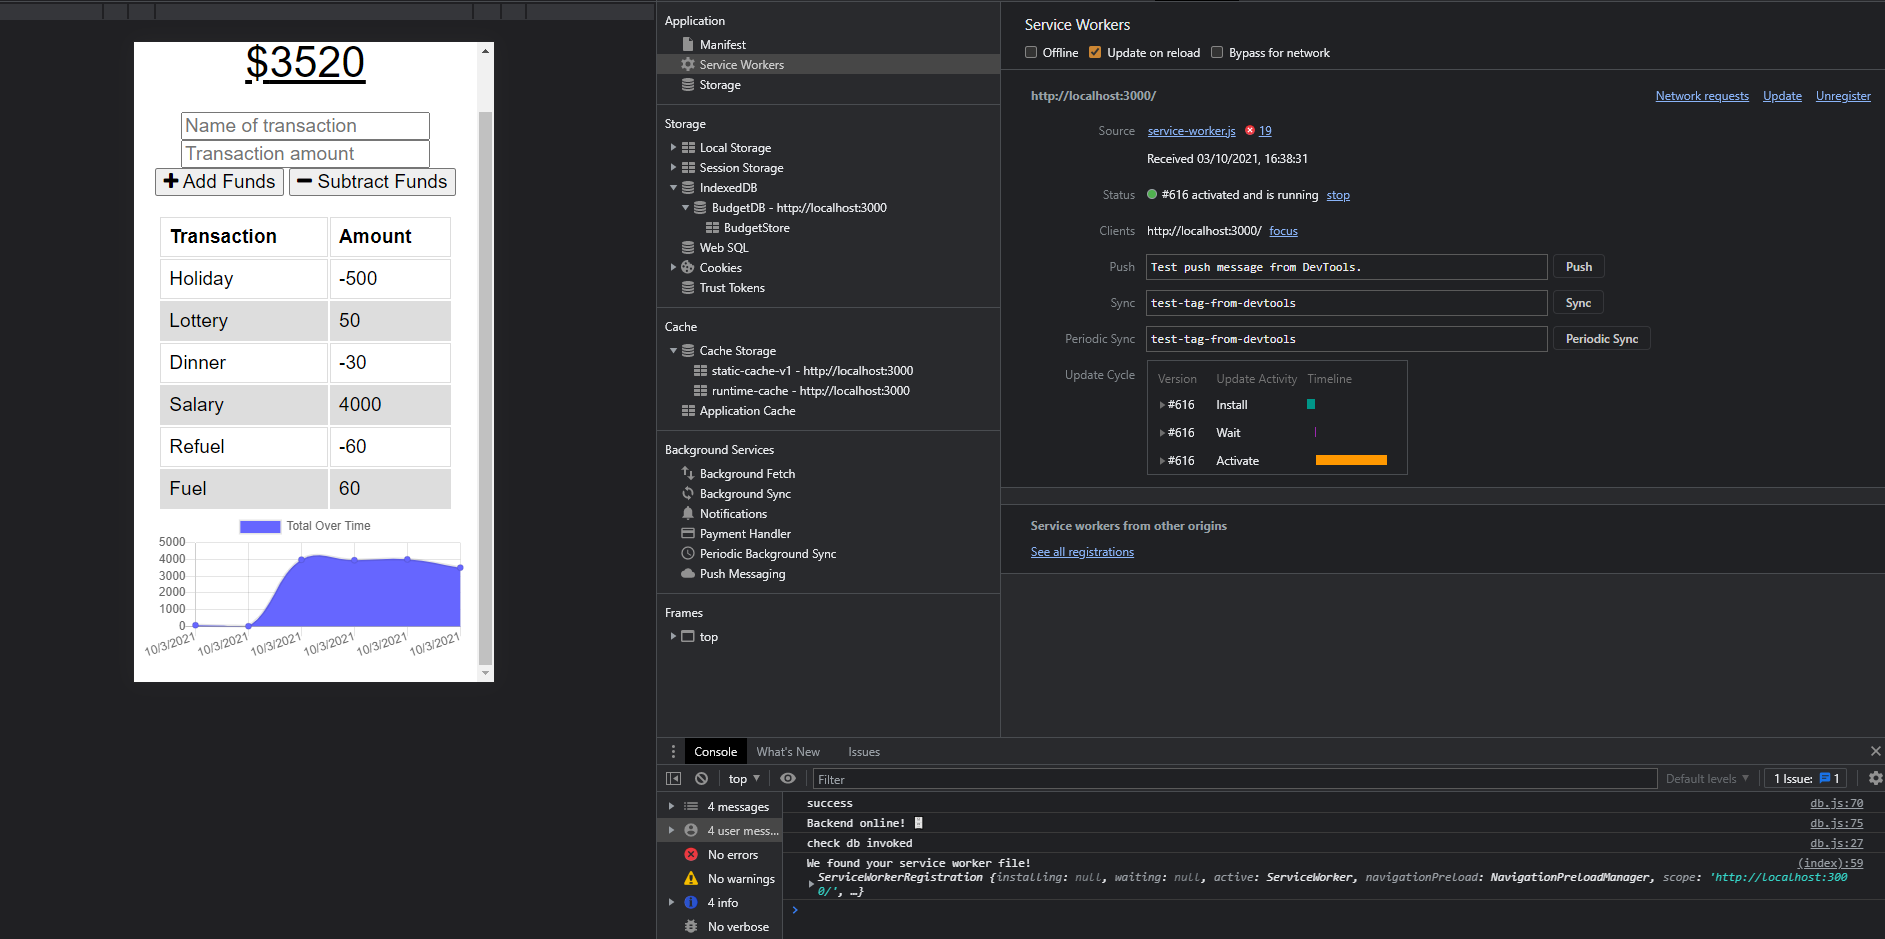 $3520
Name of transaction
Transaction amount
Add Funds Subtract Funds
Transaction Amount
Holiday -500
Lottery 50
Dinner -30
Salary 4000
Refuel -60
Fuel 60
Total Over Time
5000
4000
3000
2000
1000
0
10/3/2021 10/3/2021 10/3/2021 10/3/2021 10/3/2021 10/3/2021
Application
Manifest
Service Workers
Storage
Storage
Local Storage
Session Storage
IndexedDB
BudgetDB - http://localhost:3000
BudgetStore
Web SQL
Cookies
Trust Tokens
Cache
Cache Storage
static-cache-v1 - http://localhost:3000
runtime-cache - http://localhost:3000
Application Cache
Background Services
Background Fetch
Background Sync
Notifications
Payment Handler
Periodic Background Sync
Push Messaging
Frames
top
Service Workers
Offline Update on reload Bypass for network
http://localhost:3000/ Network requests Update Unregister
Source service-worker.js 19
Received 03/10/2021, 16:38:31
Status #616 activated and is running stop
Clients http://localhost:3000/ focus
Push Test push message from DevTools. Push
Sync test-tag-from-devtools Sync
Periodic Sync test-tag-from-devtools Periodic Sync
Update Cycle Version Update Activity Timeline
#616 Install
#616 Wait
#616 Activate
Service workers from other origins
See all registrations
Console What's New Issues
top Filter Default levels 1 Issue: 1
4 messages
4 user mess...
No errors
No warnings
4 info
No verbose
success db.js:70
Backend online! db.js:75
check db invoked db.js:27
We found your service worker file! (index):59
ServiceWorkerRegistration {installing: null, waiting: null, active: ServiceWorker, navigationPreload: NavigationPreloadManager, scope: 'http://localhost:300
0/', …}